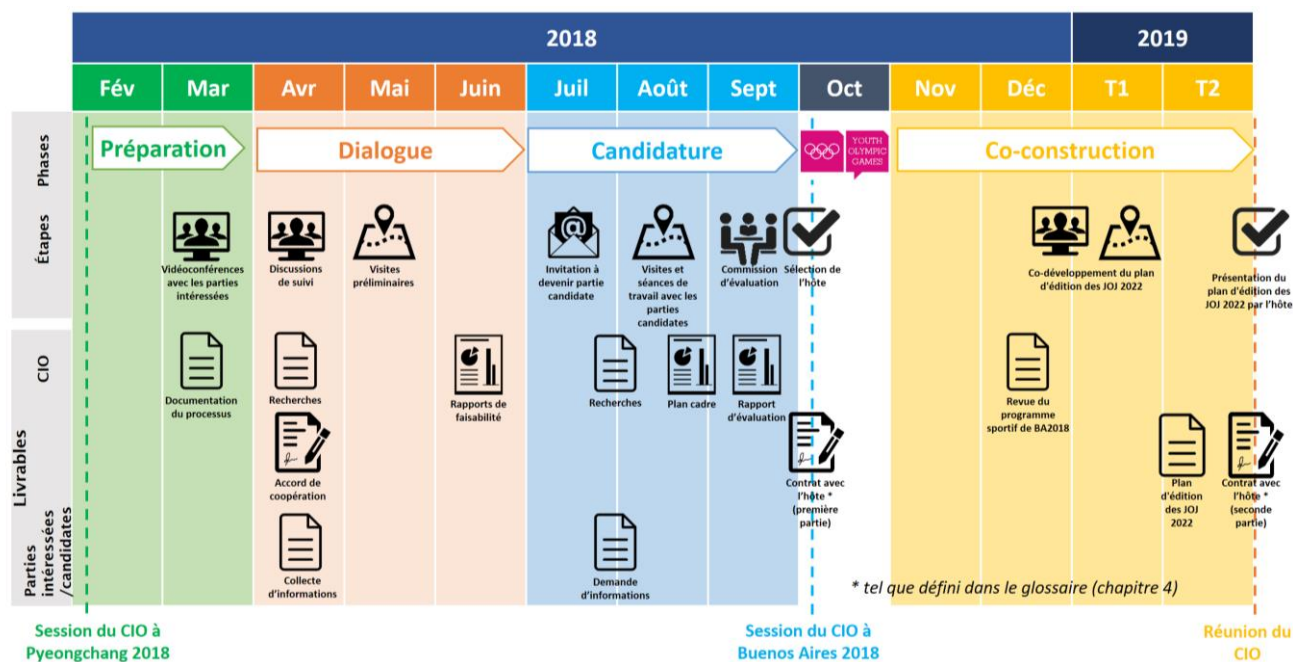 2018
2019
Fév
Mar
Avr
Mai
Juin
Juil
Août
Sept
Oct
Nov
Déc
T1
T2
Phases
Préparation
Dialogue
Candidature
YOUTH
OLYMPIC
GAMES
Co-construction
Étapes
Vidéoconférences
avec les parties
intéressées
Discussions
de suivi
Visites
préliminaires
@
Invitation à
devenir partie
candidate
Visites et
séances de
travail avec les
parties
candidates
Commission
d'évaluation
Sélection de
l'hôte
Co-développement du plan
d'édition des JOJ 2022
Présentation du
plan d'édition des
JOJ 2022 par l'hôte
Livrables
CIO
Documentation
du processus
Recherches
Rapports de
faisabilité
Recherches
Plan cadre
Rapport
d'évaluation
Revue du
programme
sportif de BA2018
Accord de
coopération
Contrat avec
l'hôte *
(première
partie)
Plan
d'édition
des JOJ
2022
Contrat avec
l'hôte *
(seconde
partie)
Parties
intéressées
/candidates
Collecte
d'informations
Demande
d'informations
* tel que défini dans le glossaire (chapitre 4)
Session du CIO à
Pyeongchang 2018
Session du CIO à
Buenos Aires 2018
Réunion du
CIO